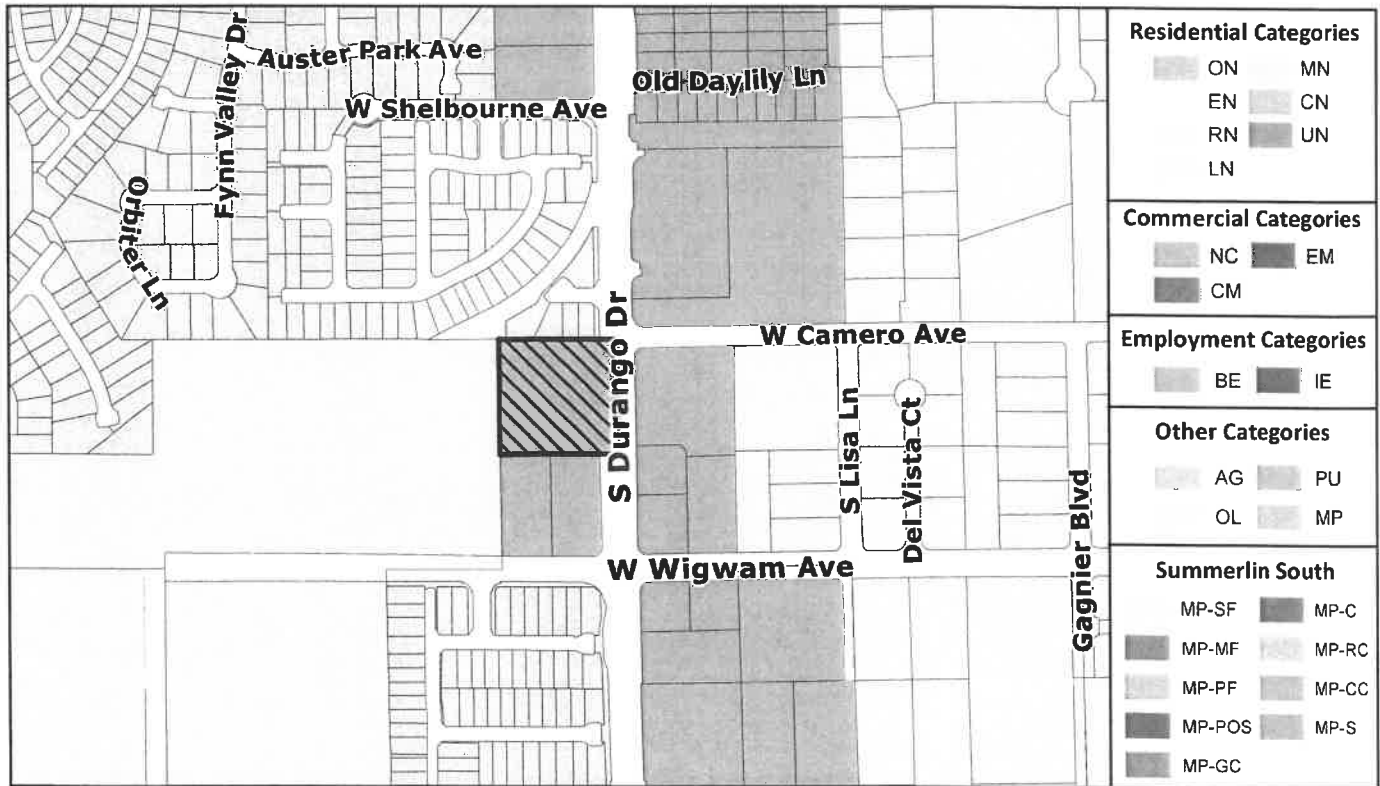 Auster Park Ave
Fynn Valley Dr
W Shelbourne Ave
Old Daylily Ln
Orbiter Ln
S Durango Dr
W Camero Ave
S Lisa Ln
Del Vista Ct
Gagnier Blvd
W Wigwam Ave
Residential Categories
ON MN
EN CN
RN UN
LN
Commercial Categories
NC EM
CM
Employment Categories
BE IE
Other Categories
AG PU
OL MP
Summerlin South
MP-SF MP-C
MP-MF MP-RC
MP-PF MP-CC
MP-POS MP-S
MP-GC